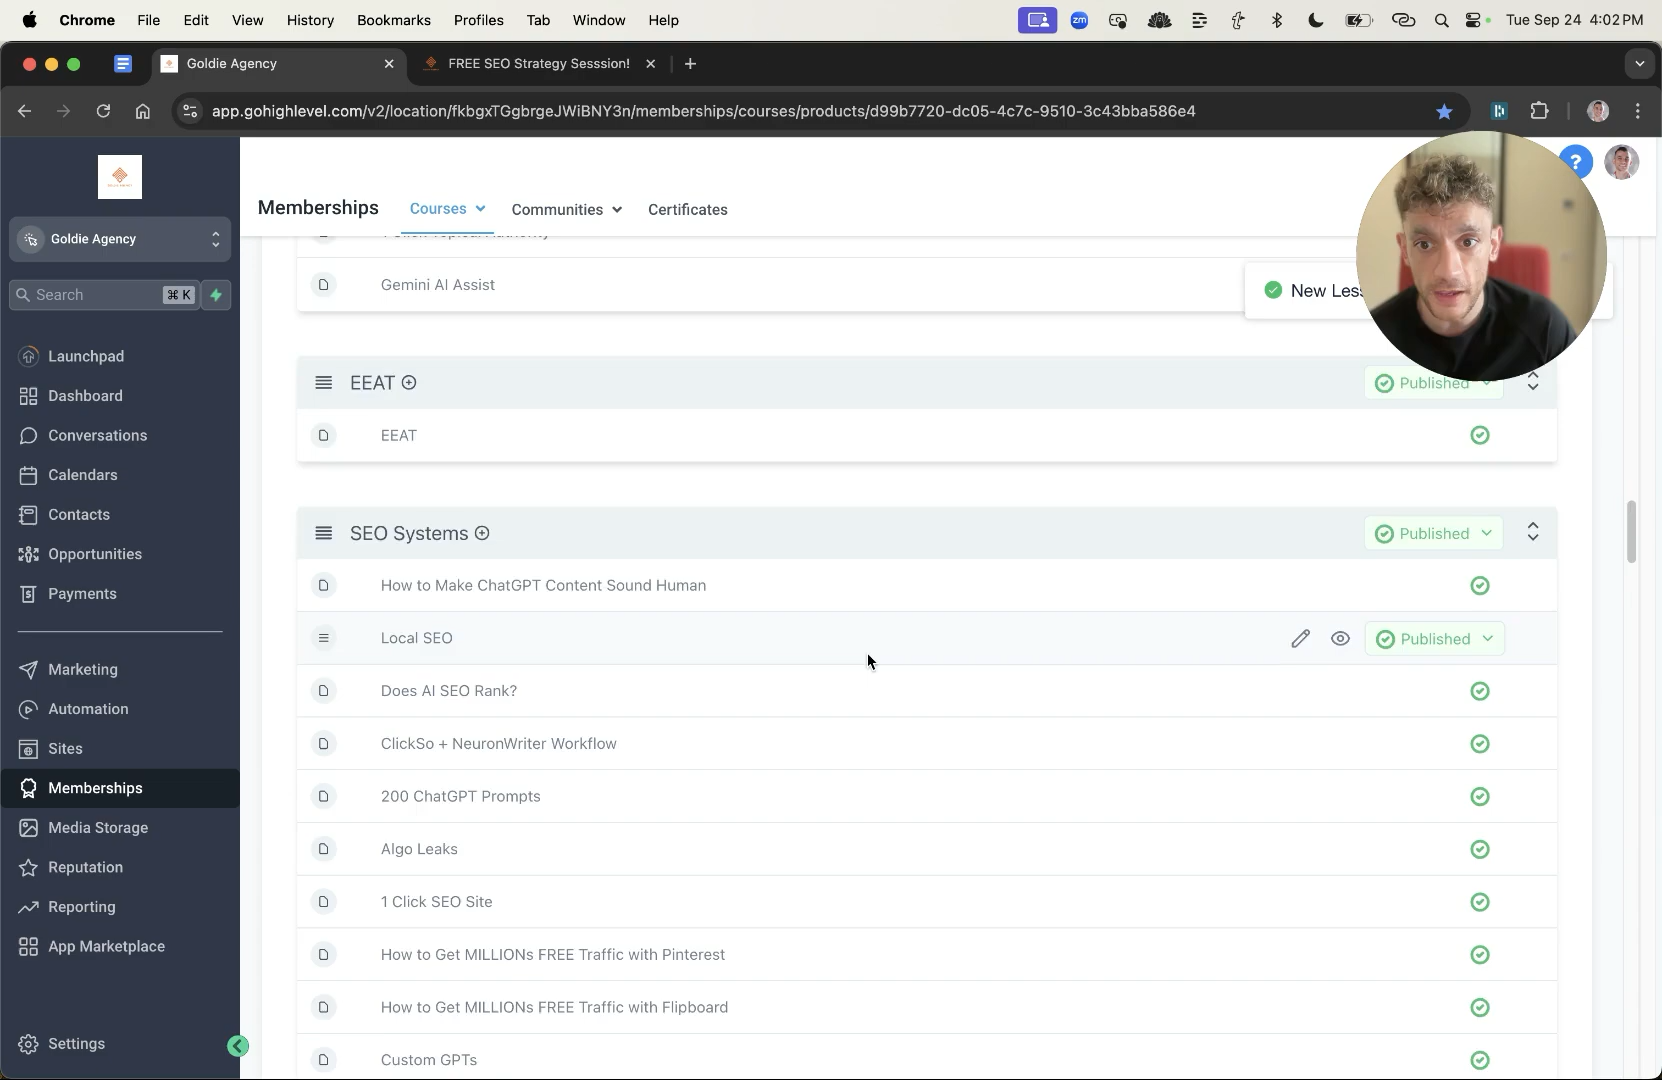 Chrome File Edit View History Bookmarks Profiles Tab Window Help zm Tue Sep 24 4:02 PM
Goldie Agency FREE SEO Strategy Sesssion!
app.gohighlevel.com/v2/location/fkbgxTGgbrgeJWiBNY3n/memberships/courses/products/d99b7720-dc05-4c7c-9510-3c43bba586e4
Goldie Agency
Search ⌘ K
Launchpad
Dashboard
Conversations
Calendars
Contacts
Opportunities
Payments
Marketing
Automation
Sites
Memberships
Media Storage
Reputation
Reporting
App Marketplace
Settings
Memberships Courses Communities Certificates
?
Gemini AI Assist
New Less
EEAT Published
EEAT
SEO Systems Published
How to Make ChatGPT Content Sound Human
Local SEO Published
Does AI SEO Rank?
ClickSo + NeuronWriter Workflow
200 ChatGPT Prompts
Algo Leaks
1 Click SEO Site
How to Get MILLIONs FREE Traffic with Pinterest
How to Get MILLIONs FREE Traffic with Flipboard
Custom GPTs